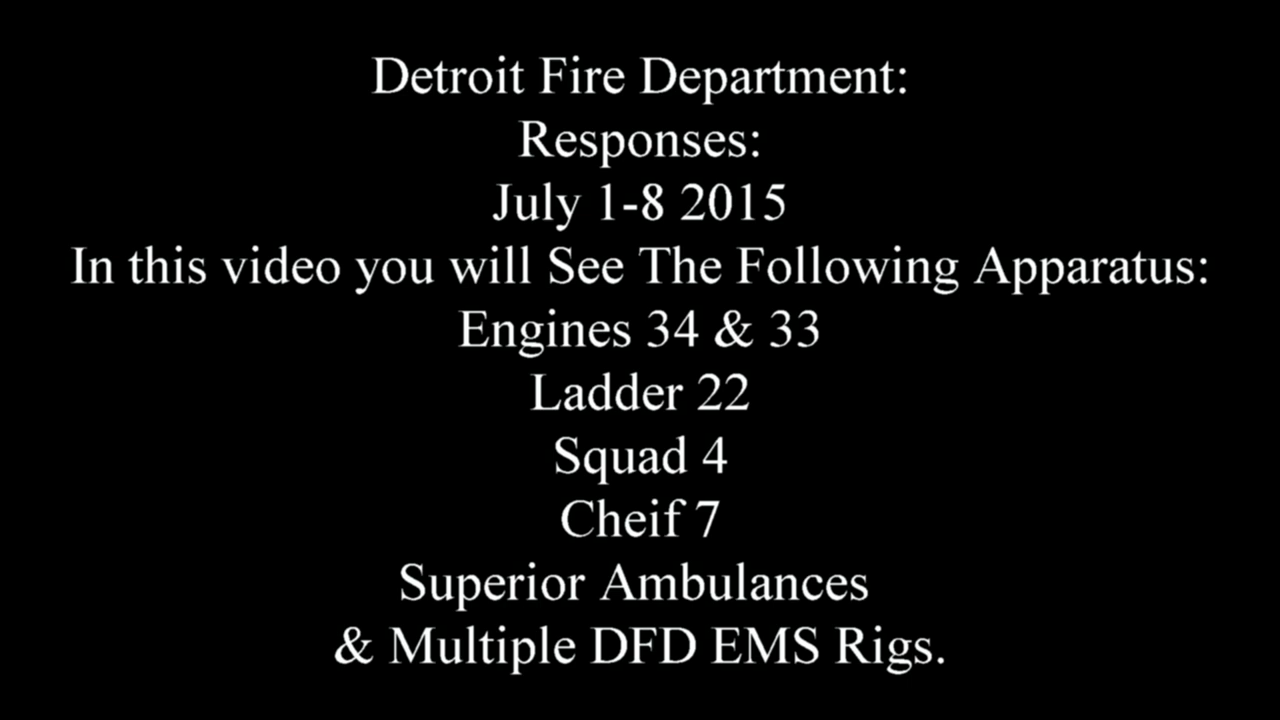 Detroit Fire Department:
Responses:
July 1-8 2015
In this video you will See The Following Apparatus:
Engines 34 & 33
Ladder 22
Squad 4
Cheif 7
Superior Ambulances
& Multiple DFD EMS Rigs.